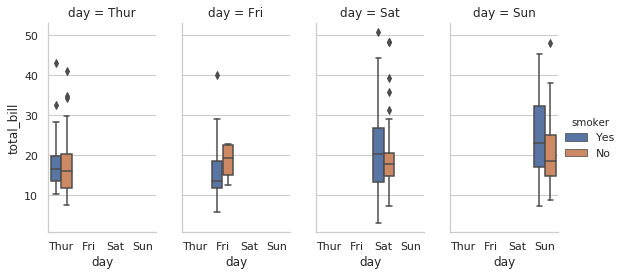 day = Thur
day = Fri
day = Sat
day = Sun
50
40
30
20
10
total_bill
Thur Fri Sat Sun
day
Thur Fri Sat Sun
day
Thur Fri Sat Sun
day
Thur Fri Sat Sun
day
smoker
Yes
No